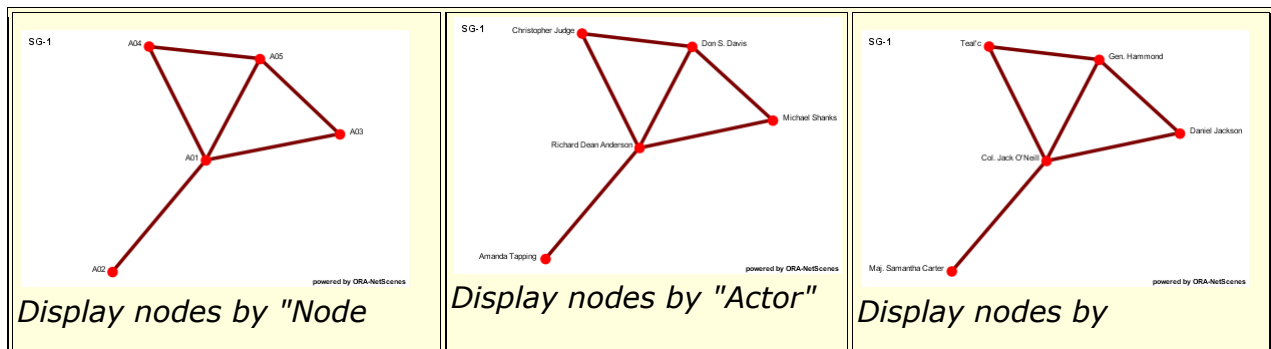 SG-1
A04
A05
A03
A01
A02
powered by ORA-NetScenes
Display nodes by "Node
SG-1
Christopher Judge
Don S. Davis
Michael Shanks
Richard Dean Anderson
Amanda Tapping
powered by ORA-NetScenes
Display nodes by "Actor"
SG-1
Teal'c
Gen. Hammond
Daniel Jackson
Col. Jack O'Neill
Maj. Samantha Carter
powered by ORA-NetScenes
Display nodes by